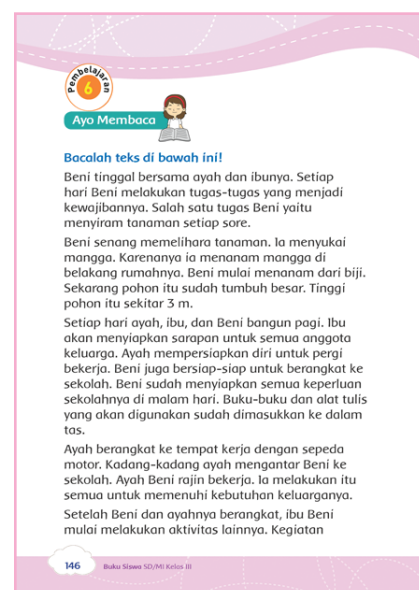 Pembelajaran
6
Ayo Membaca
Bacalah teks di bawah ini!
Beni tinggal bersama ayah dan ibunya. Setiap
hari Beni melakukan tugas-tugas yang menjadi
kewajibannya. Salah satu tugas Beni yaitu
menyiram tanaman setiap sore.
Beni senang memelihara tanaman. Ia menyukai
mangga. Karenanya ia menanam mangga di
belakang rumahnya. Beni mulai menanam dari biji.
Sekarang pohon itu sudah tumbuh besar. Tinggi
pohon itu sekitar 3 m.
Setiap hari ayah, ibu, dan Beni bangun pagi. Ibu
akan menyiapkan sarapan untuk semua anggota
keluarga. Ayah mempersiapkan diri untuk pergi
bekerja. Beni juga bersiap-siap untuk berangkat ke
sekolah. Beni sudah menyiapkan semua keperluan
sekolahnya di malam hari. Buku-buku dan alat tulis
yang akan digunakan sudah dimasukkan ke dalam
tas.
Ayah berangkat ke tempat kerja dengan sepeda
motor. Kadang-kadang ayah mengantar Beni ke
sekolah. Ayah Beni rajin bekerja. Ia melakukan itu
semua untuk memenuhi kebutuhan keluarganya.
Setelah Beni dan ayahnya berangkat, ibu Beni
mulai melakukan aktivitas lainnya. Kegiatan
146 Buku Siswa SD/MI Kelas III